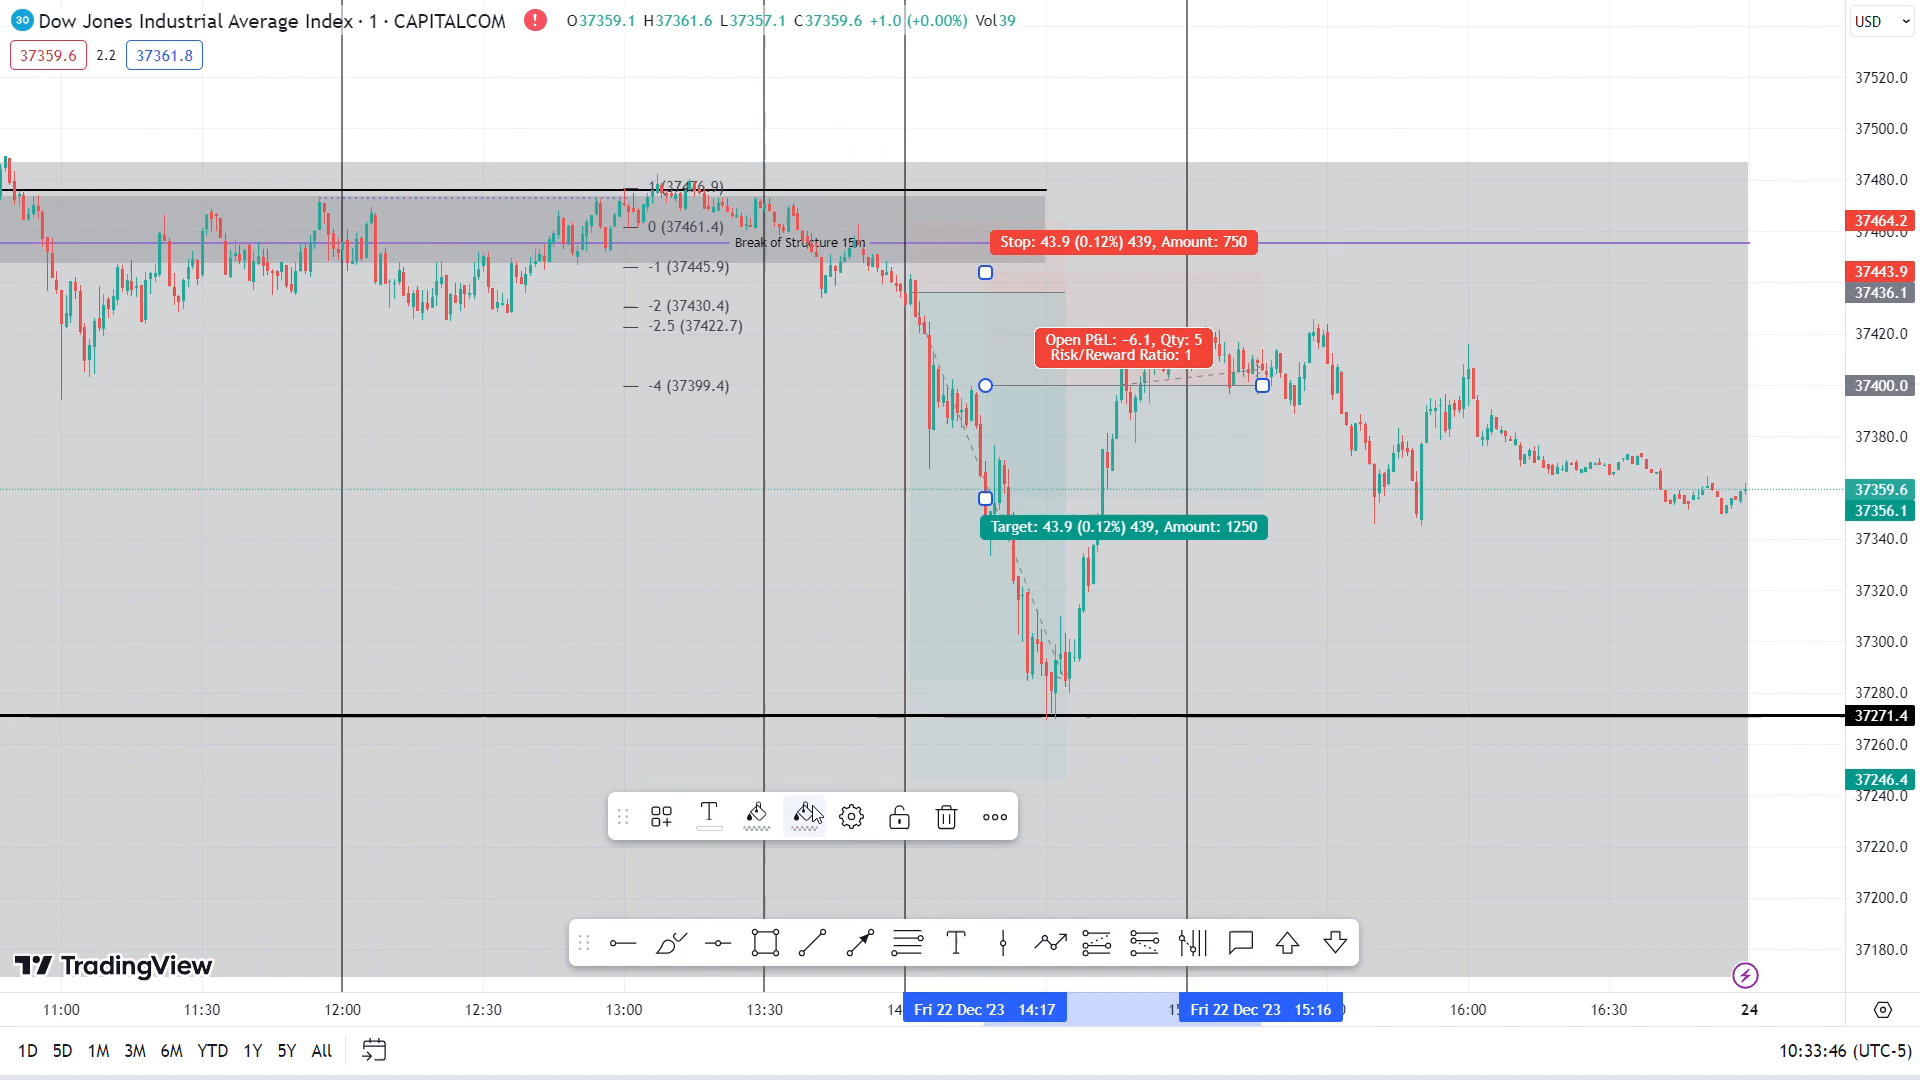 30 Dow Jones Industrial Average Index · 1 · CAPITALCOM ! O37359.1 H37361.6 L37357.1 C37359.6 +1.0 (+0.00%) Vol39
USD
37359.6 2.2 37361.8
37520.0
37500.0
37480.0
37464.2
37443.9
37436.1
37420.0
37400.0
37380.0
37359.6
37356.1
37340.0
37320.0
37300.0
37280.0
37271.4
37260.0
37246.4
37240.0
37220.0
37200.0
37180.0
1 (37476.9)
0 (37461.4)
Break of Structure 15m
-1 (37445.9)
-2 (37430.4)
-2.5 (37422.7)
-4 (37399.4)
Stop: 43.9 (0.12%) 439, Amount: 750
Open P&L: −6.1, Qty: 5
Risk/Reward Ratio: 1
Target: 43.9 (0.12%) 439, Amount: 1250
TradingView
11:00 11:30 12:00 12:30 13:00 13:30 Fri 22 Dec '23 14:17 Fri 22 Dec '23 15:16 16:00 16:30 24
1D 5D 1M 3M 6M YTD 1Y 5Y All
10:33:46 (UTC-5)